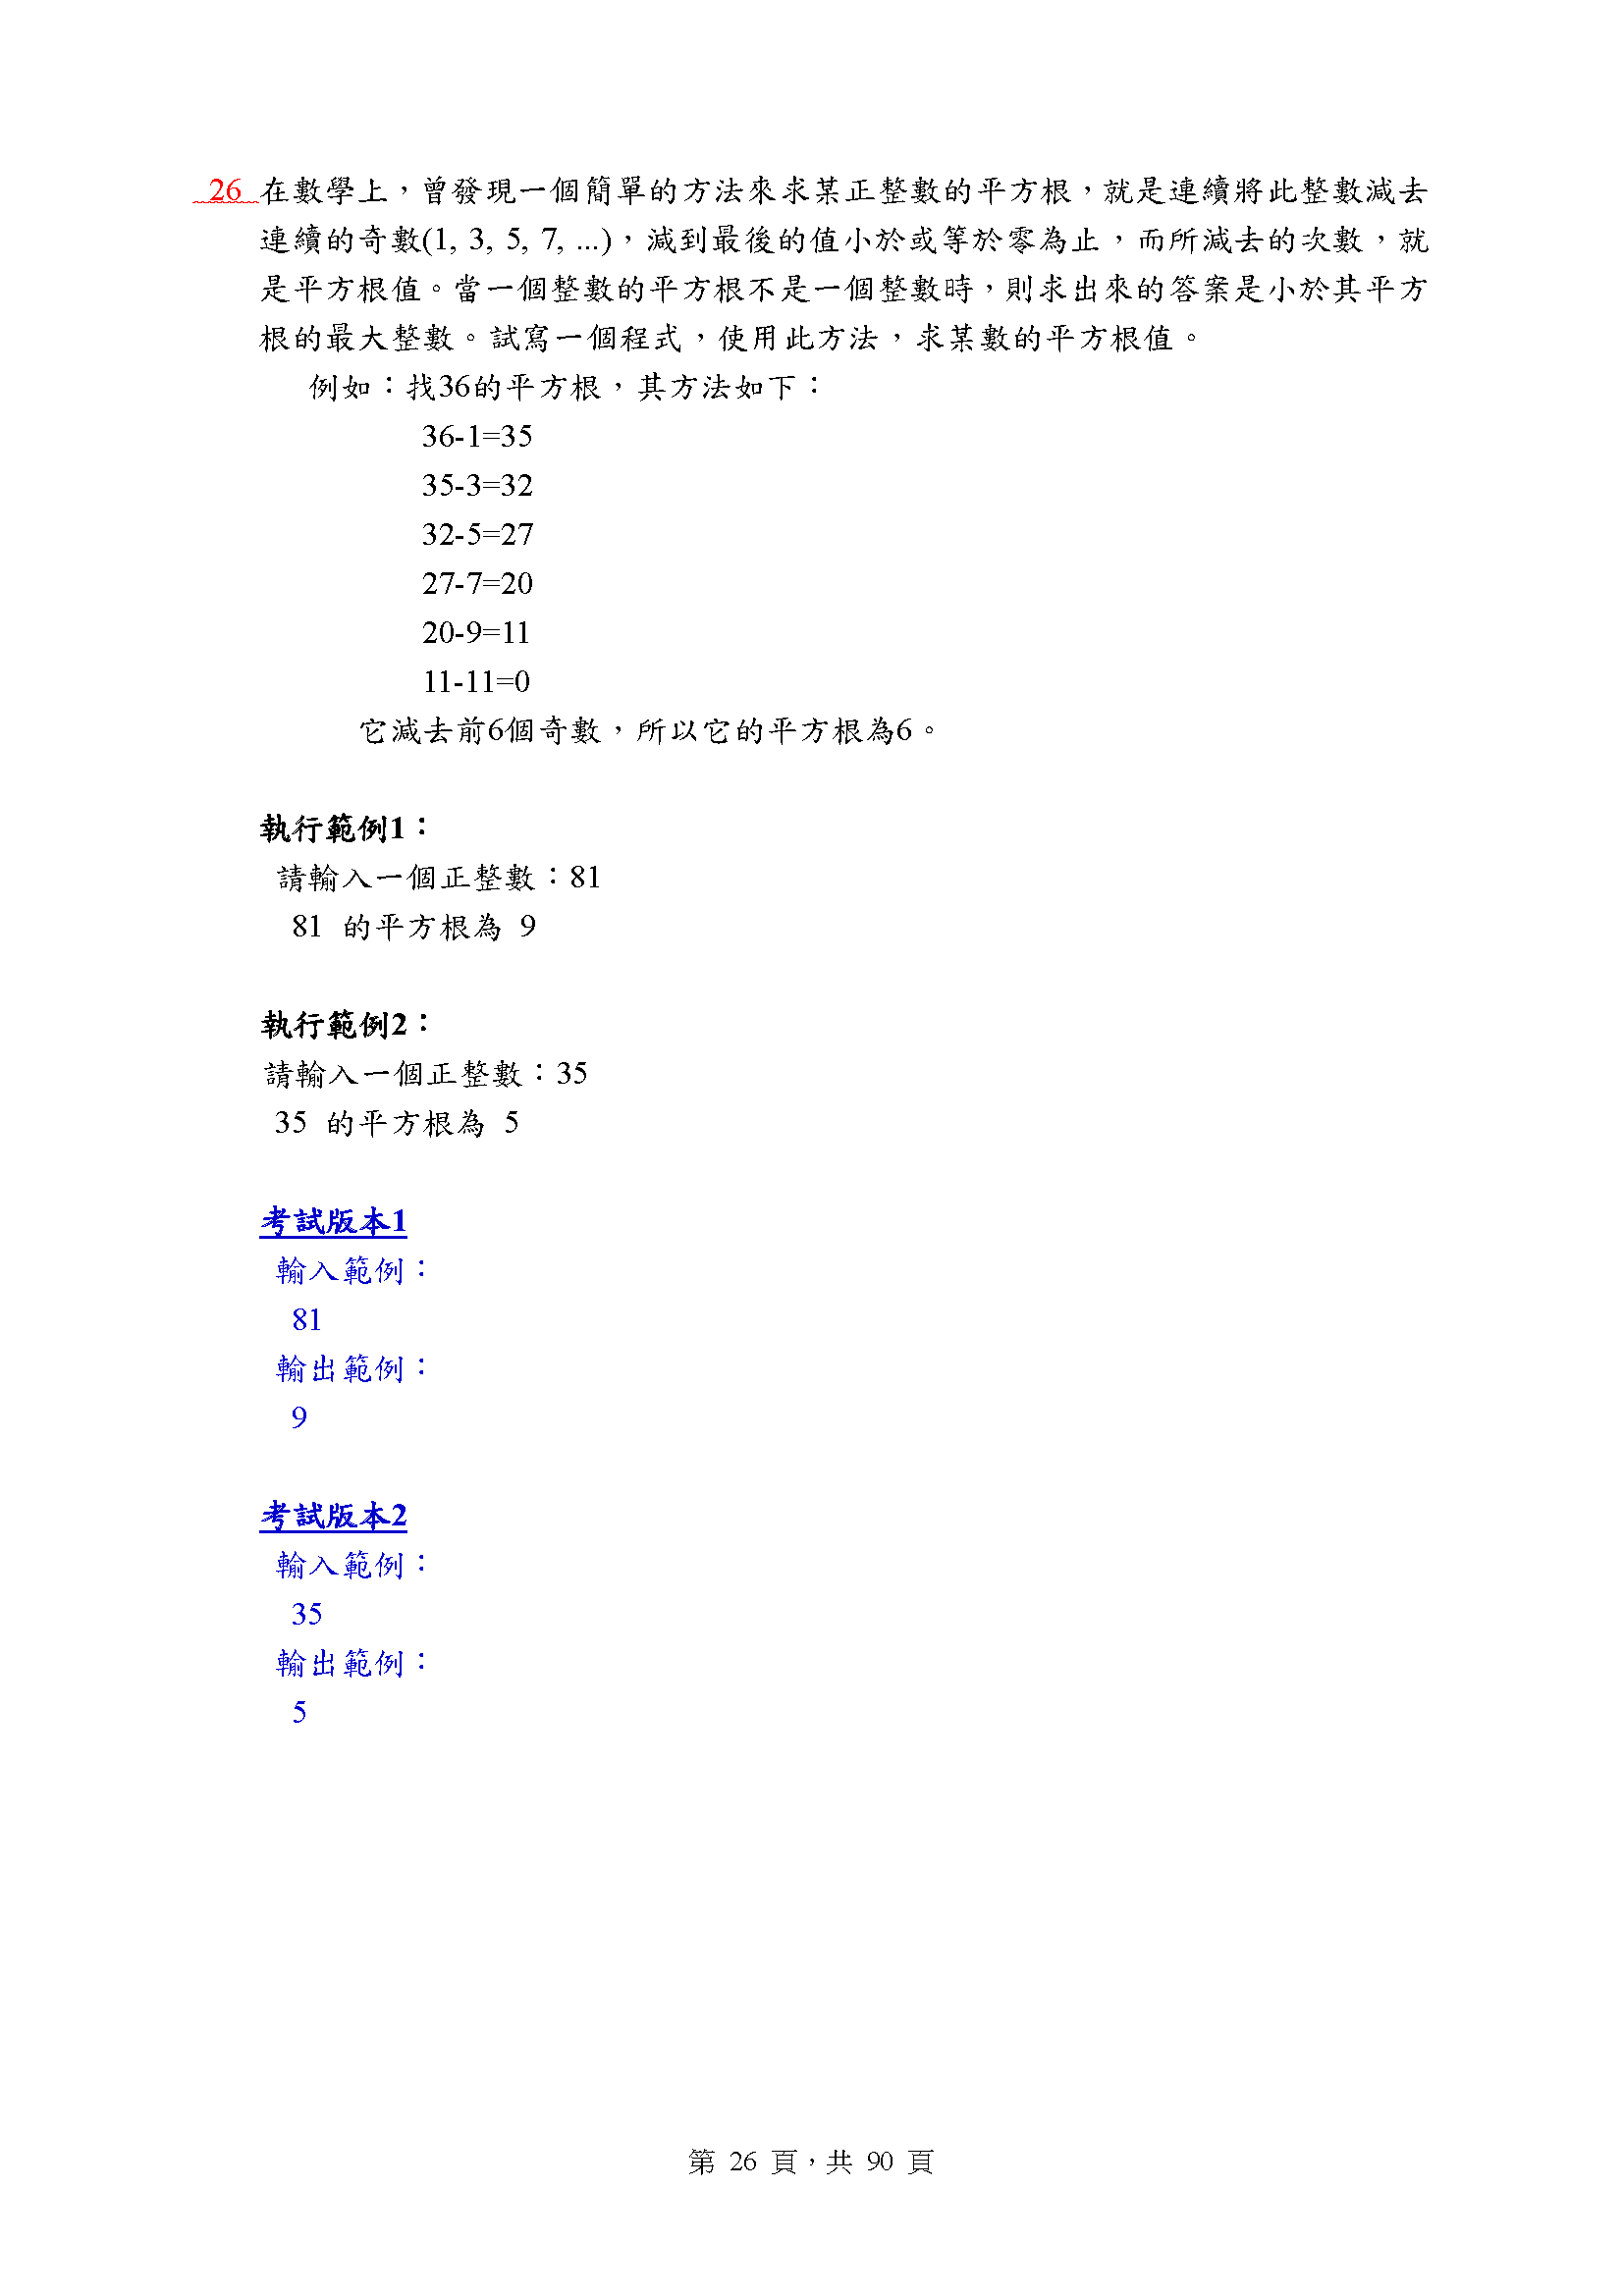 26 在數學上，曾發現一個簡單的方法來求某正整數的平方根，就是連續將此整數減去
連續的奇數(1, 3, 5, 7, ...)，減到最後的值小於或等於零為止，而所減去的次數，就
是平方根值。當一個整數的平方根不是一個整數時，則求出來的答案是小於其平方
根的最大整數。試寫一個程式，使用此方法，求某數的平方根值。
例如：找36的平方根，其方法如下：
36-1=35
35-3=32
32-5=27
27-7=20
20-9=11
11-11=0
它減去前6個奇數，所以它的平方根為6。
執行範例1：
請輸入一個正整數：81
81 的平方根為 9
執行範例2：
請輸入一個正整數：35
35 的平方根為 5
考試版本1
輸入範例：
81
輸出範例：
9
考試版本2
輸入範例：
35
輸出範例：
5
第 26 頁，共 90 頁